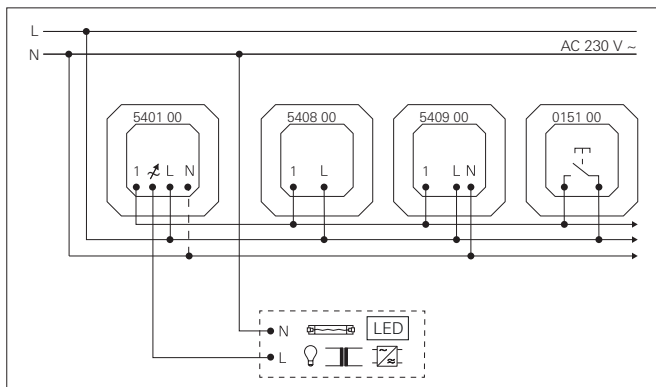 L
N
AC 230 V ~
5401 00
5408 00
5409 00
0151 00
1 L N
1 L
1 L N
N LED
L